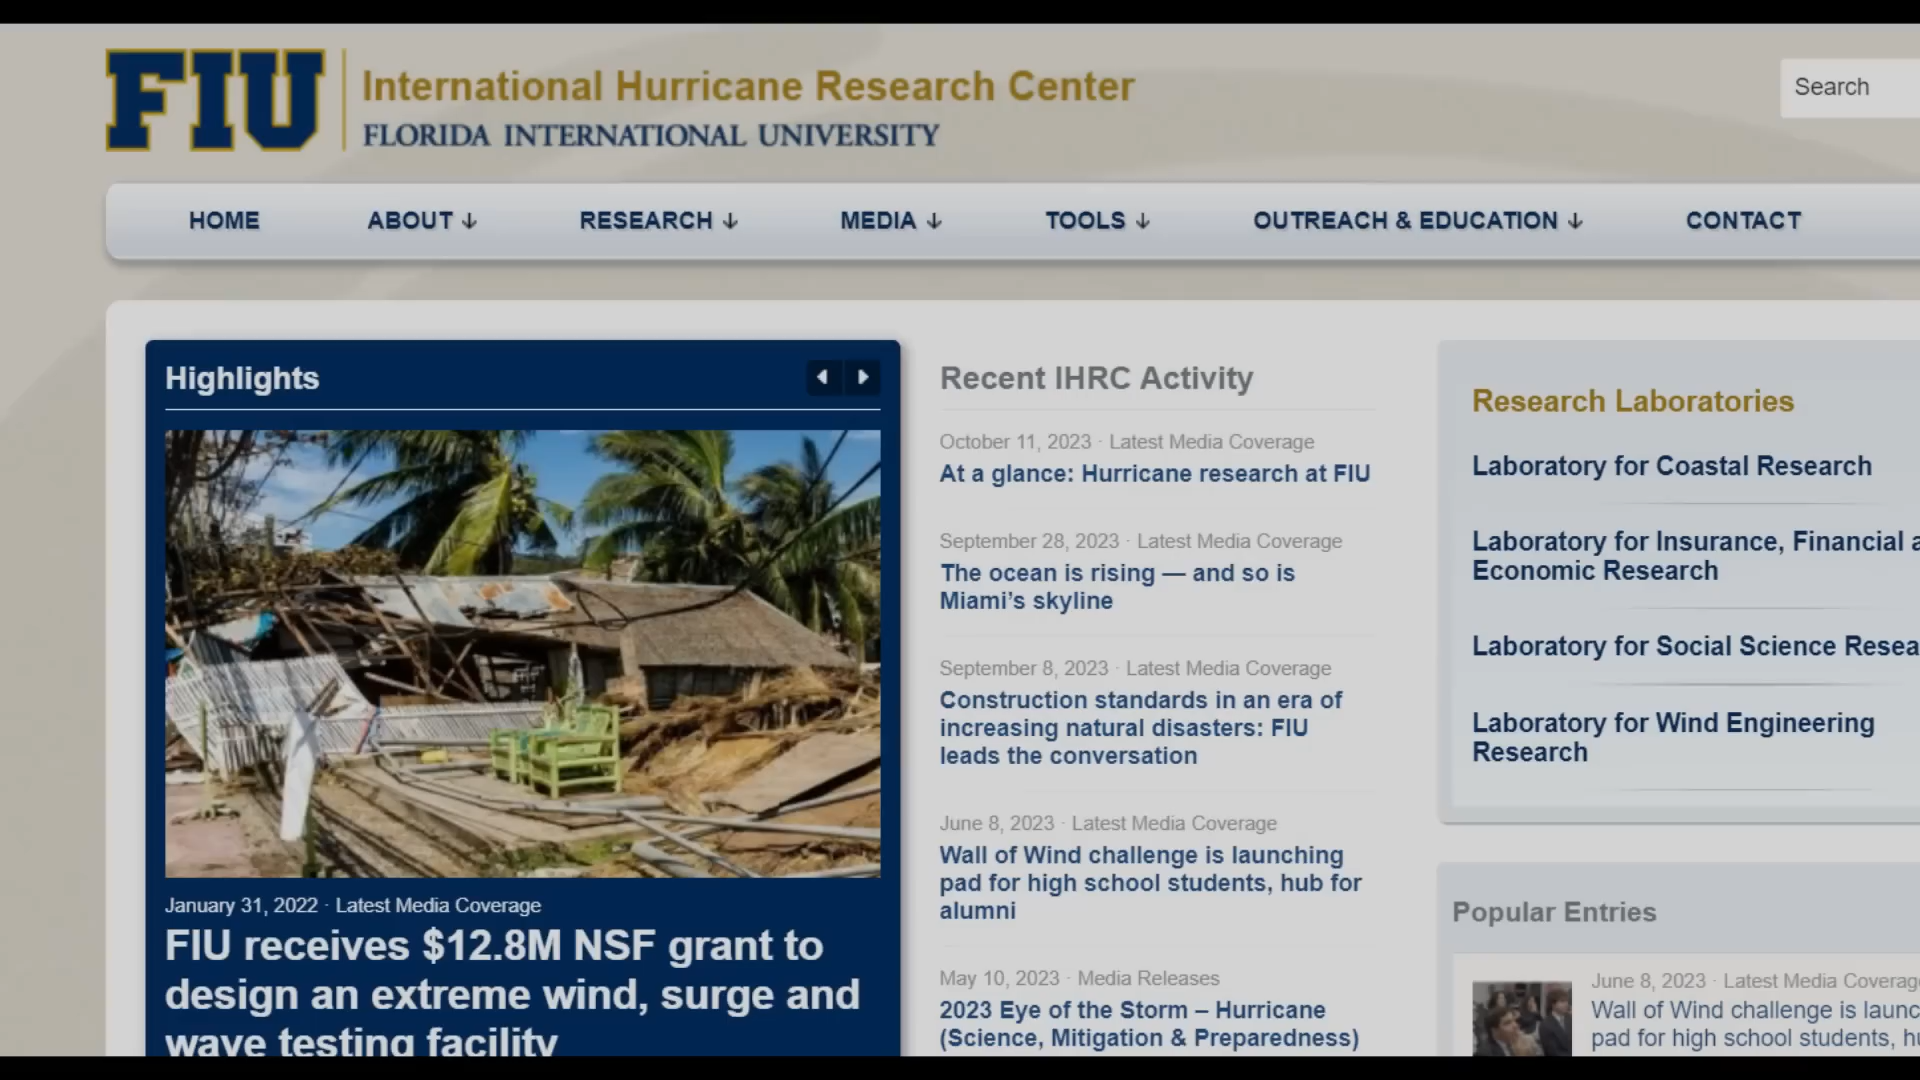 FIU
International Hurricane Research Center
FLORIDA INTERNATIONAL UNIVERSITY
Search
HOME
ABOUT
RESEARCH
MEDIA
TOOLS
OUTREACH & EDUCATION
CONTACT
Highlights
January 31, 2022 · Latest Media Coverage
FIU receives $12.8M NSF grant to
design an extreme wind, surge and
wave testing facility
Recent IHRC Activity
October 11, 2023 · Latest Media Coverage
At a glance: Hurricane research at FIU
September 28, 2023 · Latest Media Coverage
The ocean is rising — and so is
Miami’s skyline
September 8, 2023 · Latest Media Coverage
Construction standards in an era of
increasing natural disasters: FIU
leads the conversation
June 8, 2023 · Latest Media Coverage
Wall of Wind challenge is launching
pad for high school students, hub for
alumni
May 10, 2023 · Media Releases
2023 Eye of the Storm – Hurricane
(Science, Mitigation & Preparedness)
Research Laboratories
Laboratory for Coastal Research
Laboratory for Insurance, Financial
Economic Research
Laboratory for Social Science
Laboratory for Wind Engineering
Research
Popular Entries
June 8, 2023 · Latest Media
Wall of Wind challenge is
pad for high school students,